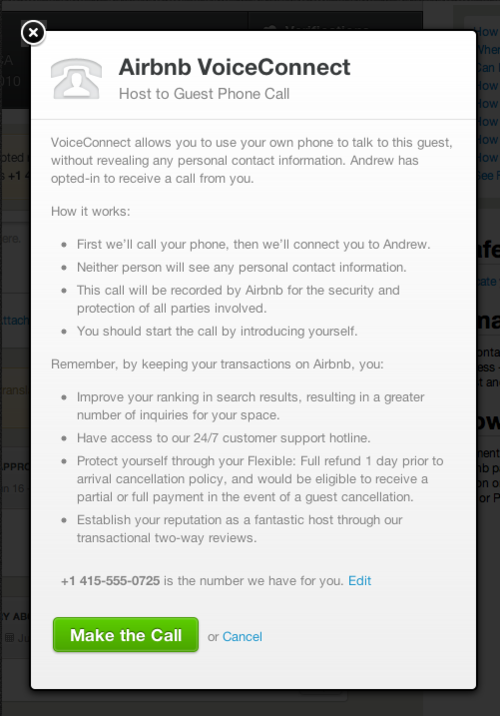 Airbnb VoiceConnect
Host to Guest Phone Call
VoiceConnect allows you to use your own phone to talk to this guest,
without revealing any personal contact information. Andrew has
opted-in to receive a call from you.
How it works:
• First we'll call your phone, then we'll connect you to Andrew.
• Neither person will see any personal contact information.
• This call will be recorded by Airbnb for the security and
protection of all parties involved.
• You should start the call by introducing yourself.
Remember, by keeping your transactions on Airbnb, you:
• Improve your ranking in search results, resulting in a greater
number of inquiries for your space.
• Have access to our 24/7 customer support hotline.
• Protect yourself through your Flexible: Full refund 1 day prior to
arrival cancellation policy, and would be eligible to receive a
partial or full payment in the event of a guest cancellation.
• Establish your reputation as a fantastic host through our
transactional two-way reviews.
+1 415-555-0725 is the number we have for you. Edit
Make the Call or Cancel